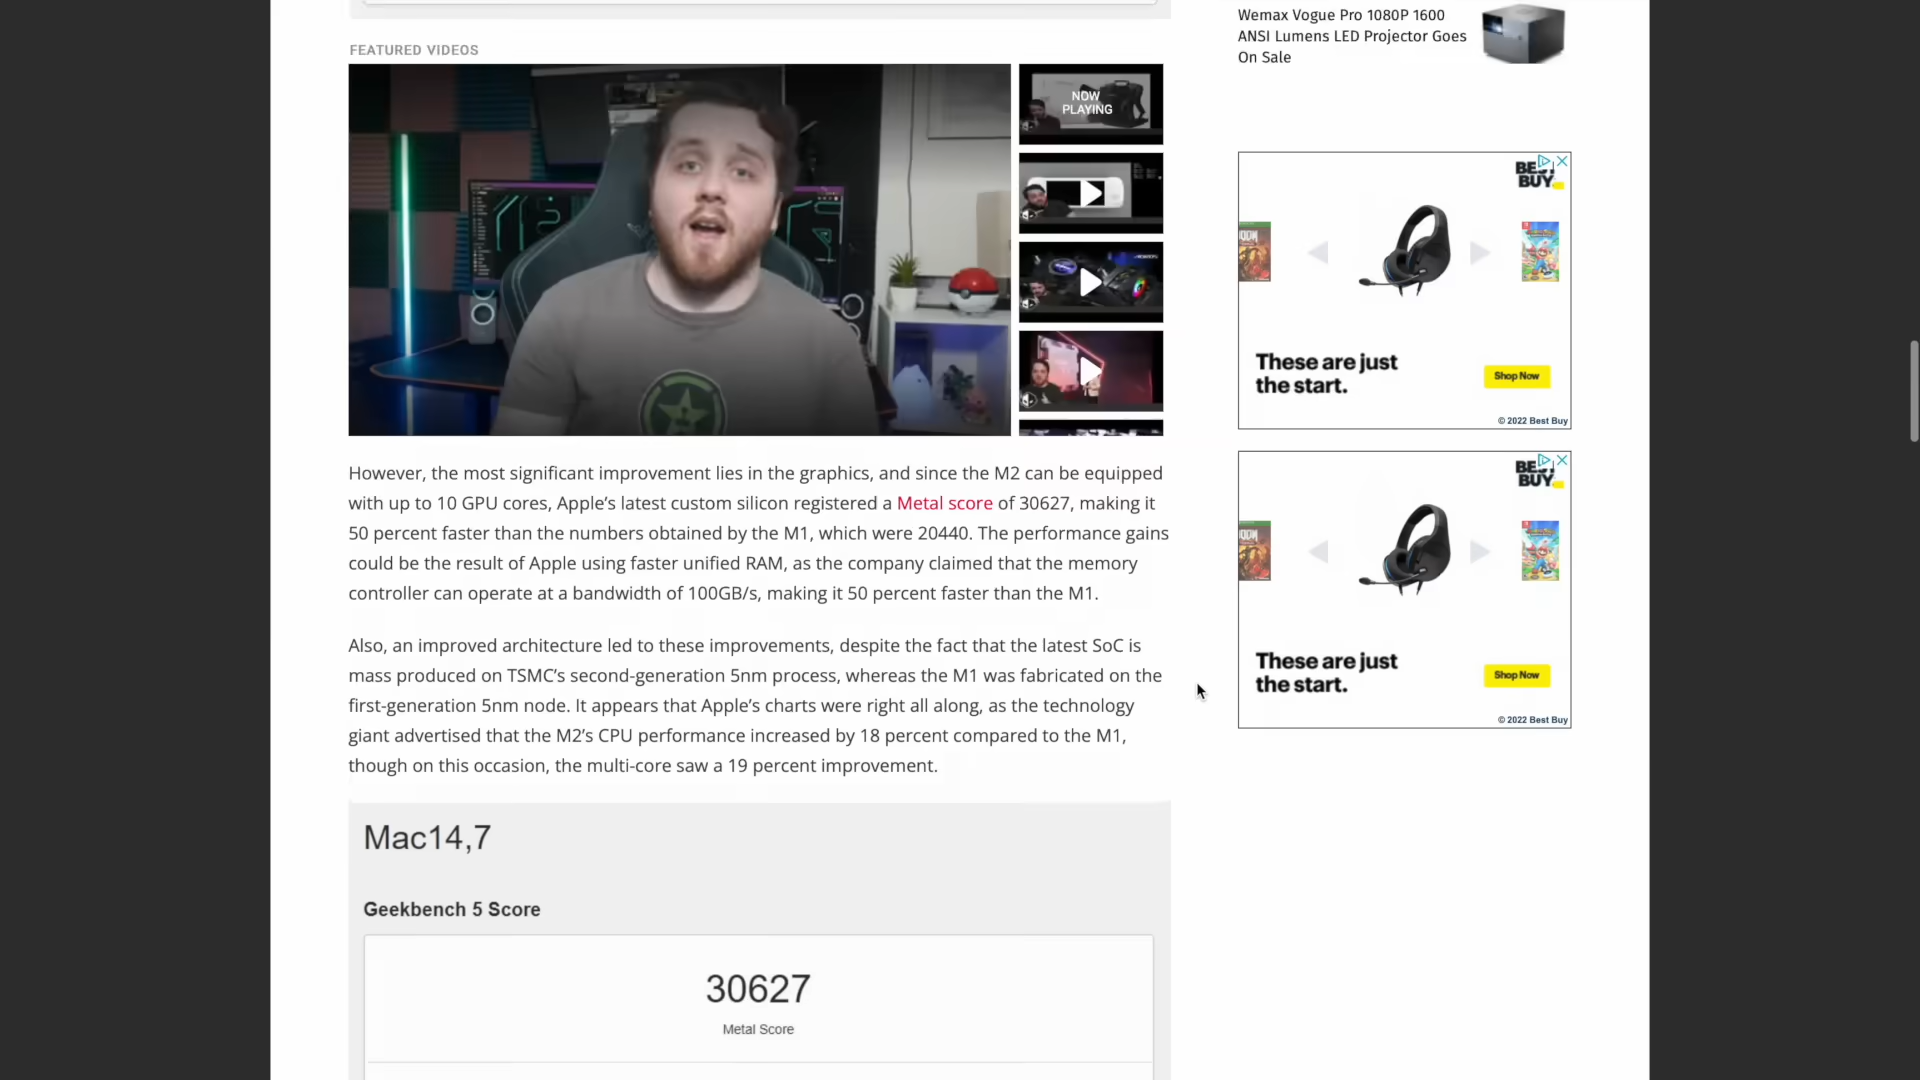 Wemax Vogue Pro 1080P 1600
ANSI Lumens LED Projector Goes
On Sale
FEATURED VIDEOS
NOW
PLAYING
BEST
BUY
These are just
the start.
Shop Now
© 2022 Best Buy
BEST
BUY
These are just
the start.
Shop Now
© 2022 Best Buy
However, the most significant improvement lies in the graphics, and since the M2 can be equipped
with up to 10 GPU cores, Apple’s latest custom silicon registered a Metal score of 30627, making it
50 percent faster than the numbers obtained by the M1, which were 20440. The performance gains
could be the result of Apple using faster unified RAM, as the company claimed that the memory
controller can operate at a bandwidth of 100GB/s, making it 50 percent faster than the M1.
Also, an improved architecture led to these improvements, despite the fact that the latest SoC is
mass produced on TSMC’s second-generation 5nm process, whereas the M1 was fabricated on the
first-generation 5nm node. It appears that Apple’s charts were right all along, as the technology
giant advertised that the M2’s CPU performance increased by 18 percent compared to the M1,
though on this occasion, the multi-core saw a 19 percent improvement.
Mac14,7
Geekbench 5 Score
30627
Metal Score